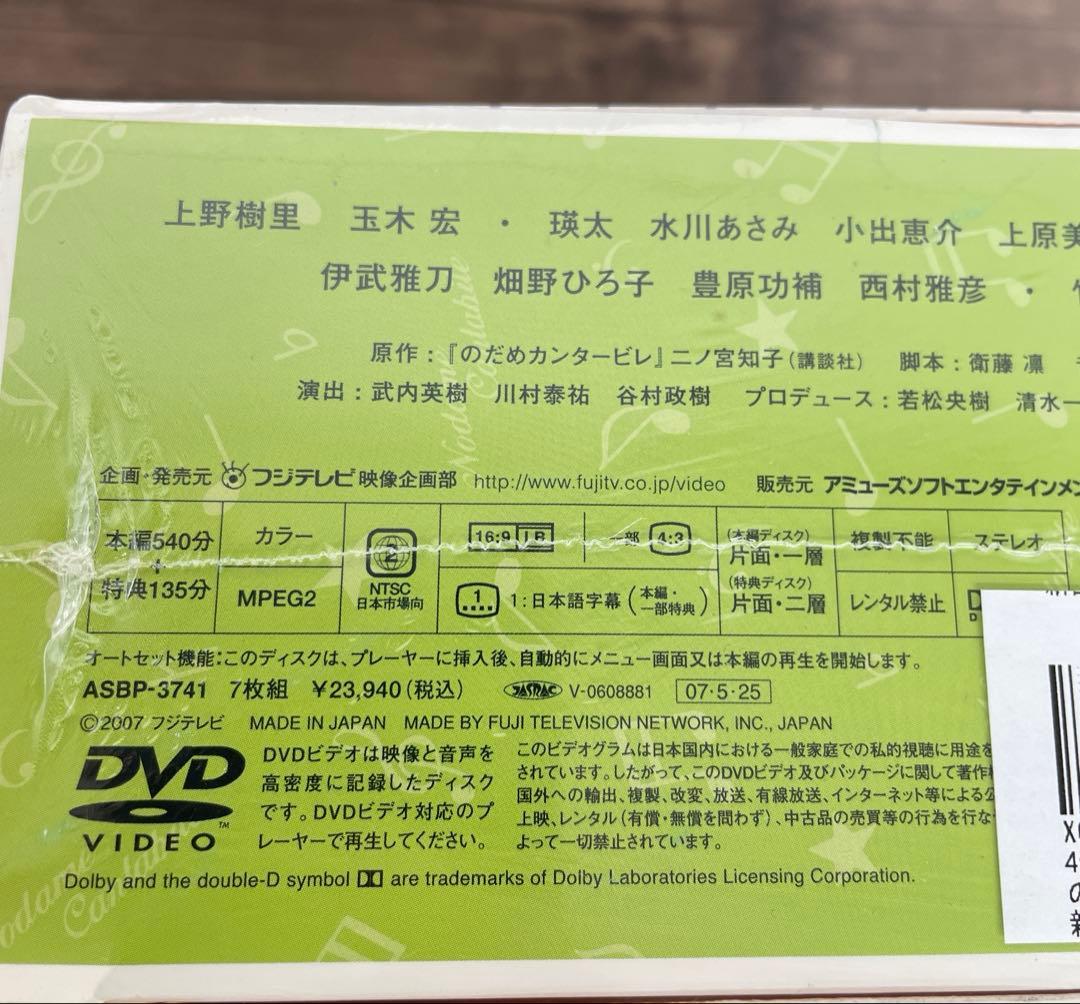 上野樹里 玉木 宏 ・ 瑛太 水川あさみ 小出恵介 上原美
伊武雅刀 畑野ひろ子 豊原功補 西村雅彦 ・
原作：『のだめカンタービレ』二ノ宮知子（講談社） 脚本：衛藤 凛
演出：武内英樹 川村泰祐 谷村政樹 プロデュース：若松央樹 清水一
企画・発売元 フジテレビ映像企画部 http://www.fujitv.co.jp/video 販売元 アミューズソフトエンタテインメン
本編540分 + 特典135分
カラー
MPEG2
2
NTSC
日本市場向
16:9 LB 一部 4:3
1 1:日本語字幕（本編・一部特典）
（本編ディスク）
片面・一層
（特典ディスク）
片面・二層
複製不能
レンタル禁止
ステレオ
オートセット機能：このディスクは、プレーヤーに挿入後、自動的にメニュー画面又は本編の再生を開始します。
ASBP-3741 7枚組 ￥23,940（税込） JASRAC V-0608881 07・5・25
©2007 フジテレビ MADE IN JAPAN MADE BY FUJI TELEVISION NETWORK, INC., JAPAN
DVD
VIDEO
TM
DVDビデオは映像と音声を
高密度に記録したディスク
です。DVDビデオ対応のプ
レーヤーで再生してください。
このビデオグラムは日本国内における一般家庭での私的視聴に用途を
されています。したがって、このDVDビデオ及びパッケージに関して著作
国外への輸出、複製、改変、放送、有線放送、インターネット等による公
上映、レンタル（有償・無償を問わず）、中古品の売買等の行為を行な
よって一切禁止されています。
Dolby and the double-D symbol are trademarks of Dolby Laboratories Licensing Corporation.
Nodame
Cantabile
Nodame
Cantabile
X
4
の
新